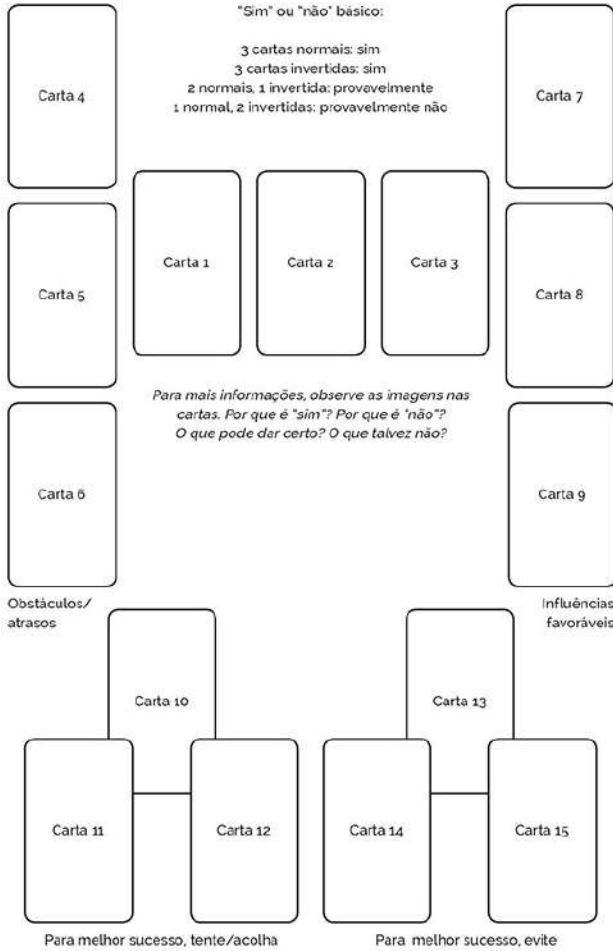 "Sim" ou "não" básico:
3 cartas normais: sim
3 cartas invertidas: sim
2 normais, 1 invertida: provavelmente
1 normal, 2 invertidas: provavelmente não
Carta 4
Carta 7
Carta 1
Carta 2
Carta 3
Carta 5
Carta 8
Para mais informações, observe as imagens nas
cartas. Por que é "sim"? Por que é "não"?
O que pode dar certo? O que talvez não?
Carta 6
Carta 9
Obstáculos/
atrasos
Influências
favoráveis
Carta 10
Carta 13
Carta 11
Carta 12
Carta 14
Carta 15
Para melhor sucesso, tente/acolha
Para melhor sucesso, evite